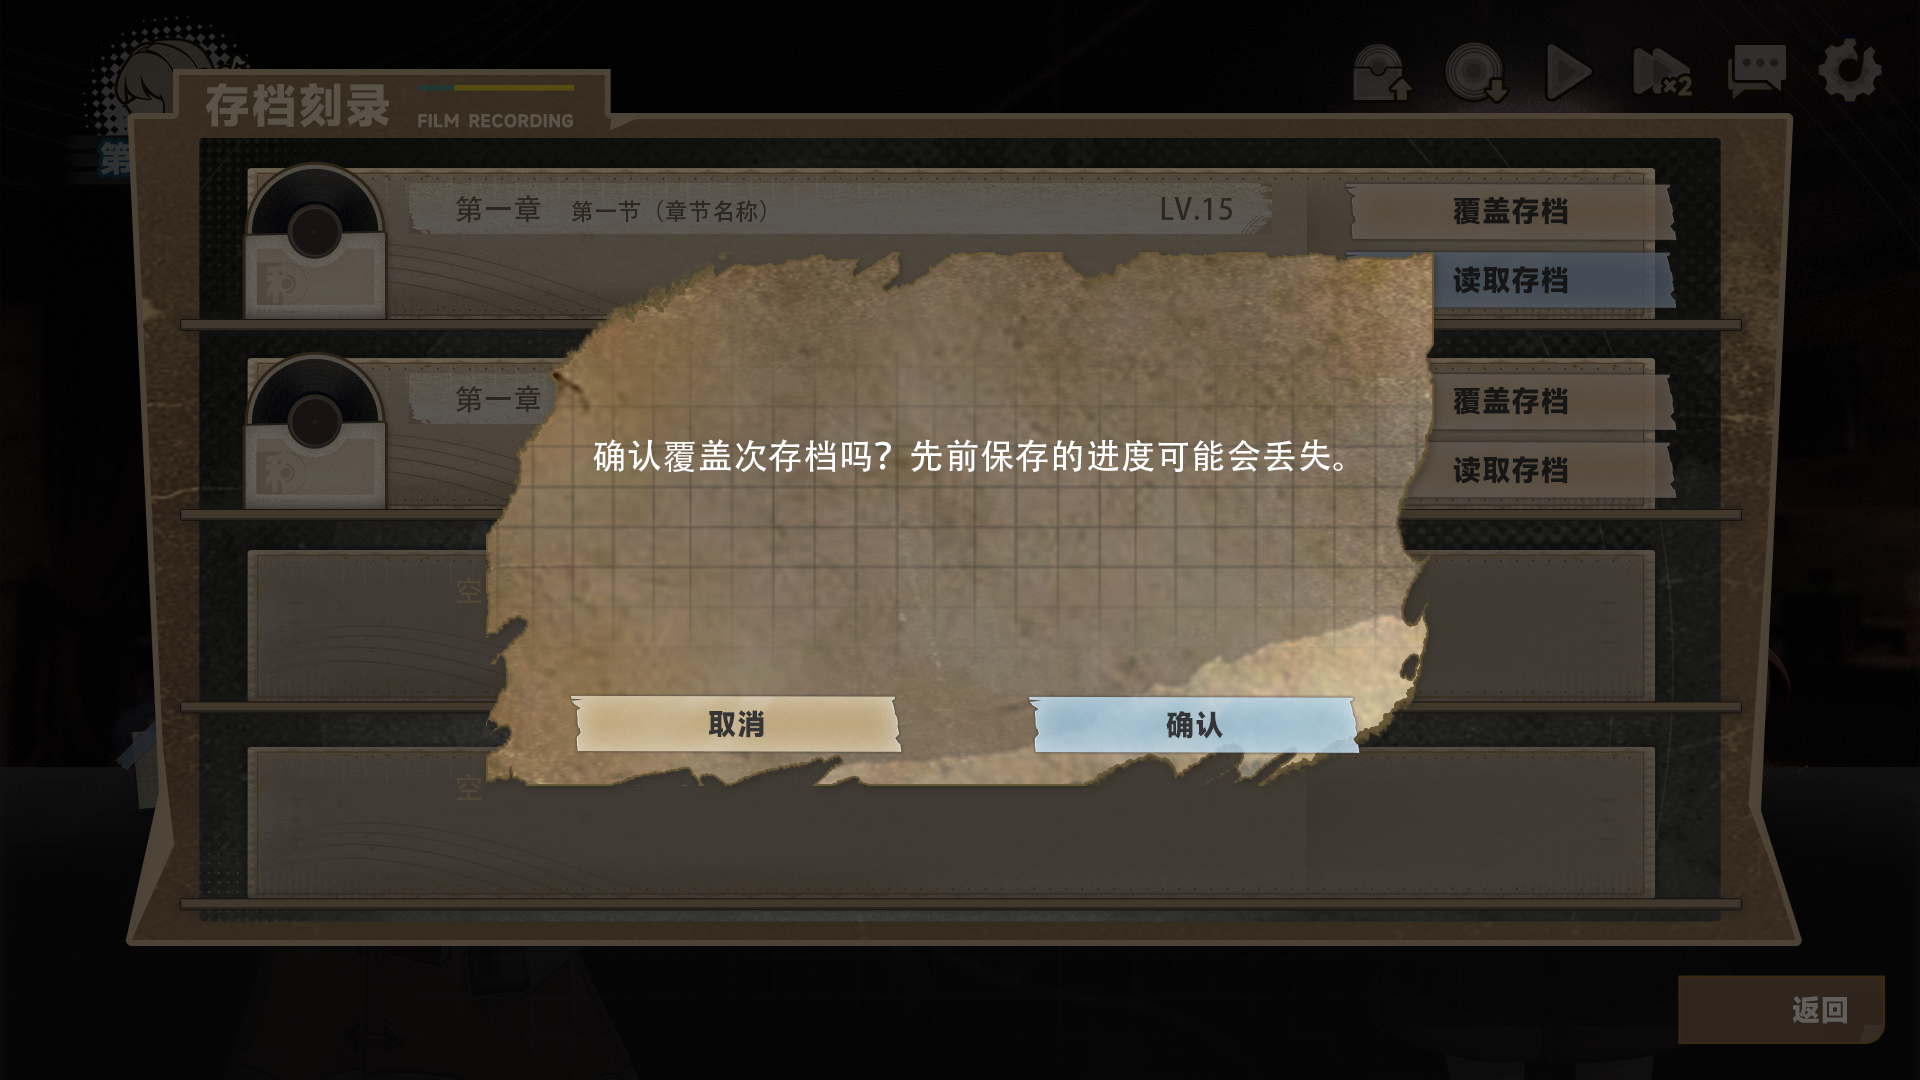 存档刻录 FILM RECORDING
×2
第
第一章 第一节（章节名称） LV.15
覆盖存档
读取存档
第一章
覆盖存档
读取存档
确认覆盖次存档吗？先前保存的进度可能会丢失。
空
取消 确认
空
返回